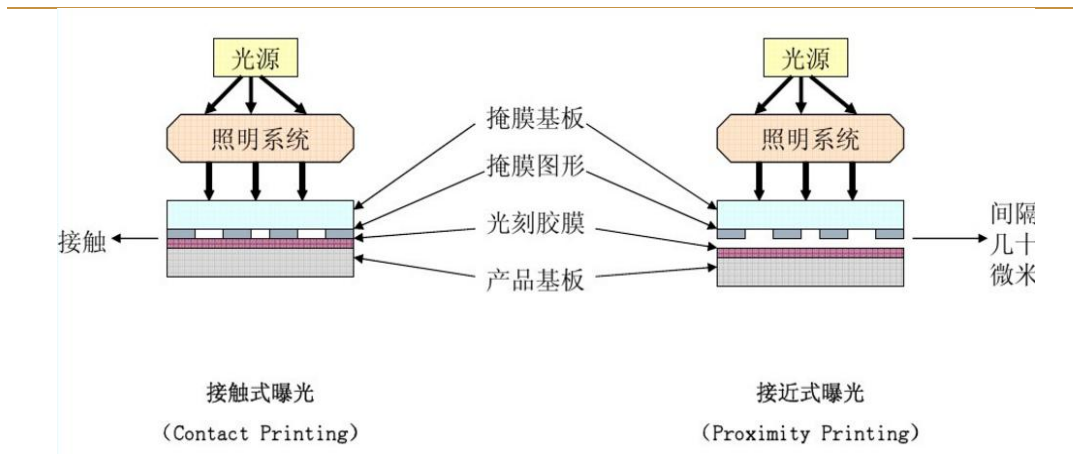 光源
光源
照明系统
照明系统
掩膜基板
掩膜图形
光刻胶膜
产品基板
接触
间隔
几十
微米
接触式曝光
(Contact Printing)
接近式曝光
(Proximity Printing)